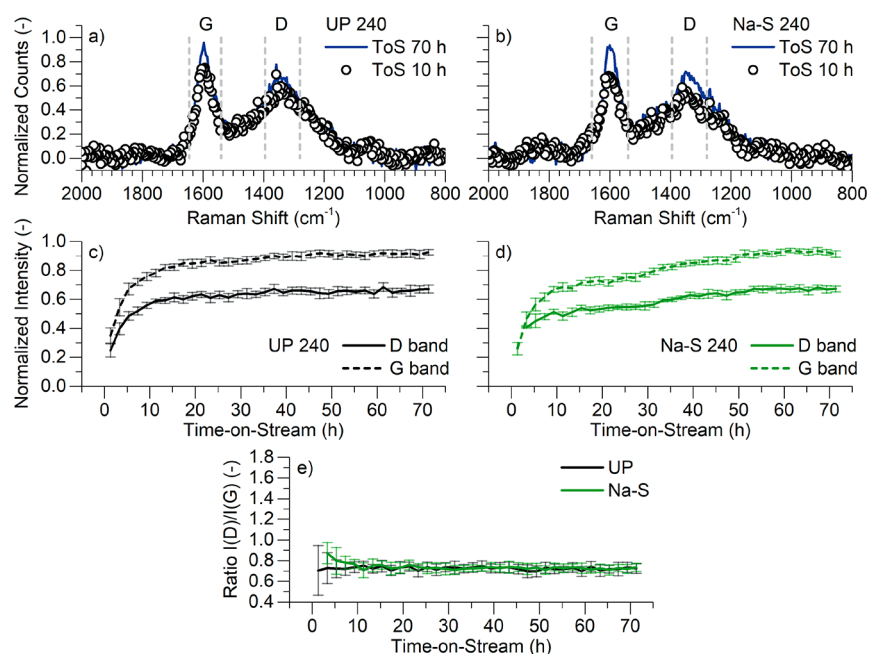 G D UP 240
a) ToS 70 h
ToS 10 h
Normalized Counts (-)
1.0
0.8
0.6
0.4
0.2
0.0
2000 1800 1600 1400 1200 1000 800
Raman Shift (cm-1)
G D Na-S 240
b) ToS 70 h
ToS 10 h
2000 1800 1600 1400 1200 1000 800
Raman Shift (cm-1)
c)
Normalized Intensity (-)
1.0
0.8
0.6
0.4
0.2
0.0
UP 240 D band
G band
0 10 20 30 40 50 60 70
Time-on-Stream (h)
d)
Na-S 240 D band
G band
0 10 20 30 40 50 60 70
Time-on-Stream (h)
e) UP
Na-S
Ratio I(D)/I(G) (-)
1.8
1.6
1.4
1.2
1.0
0.8
0.6
0.4
0 10 20 30 40 50 60 70
Time-on-Stream (h)